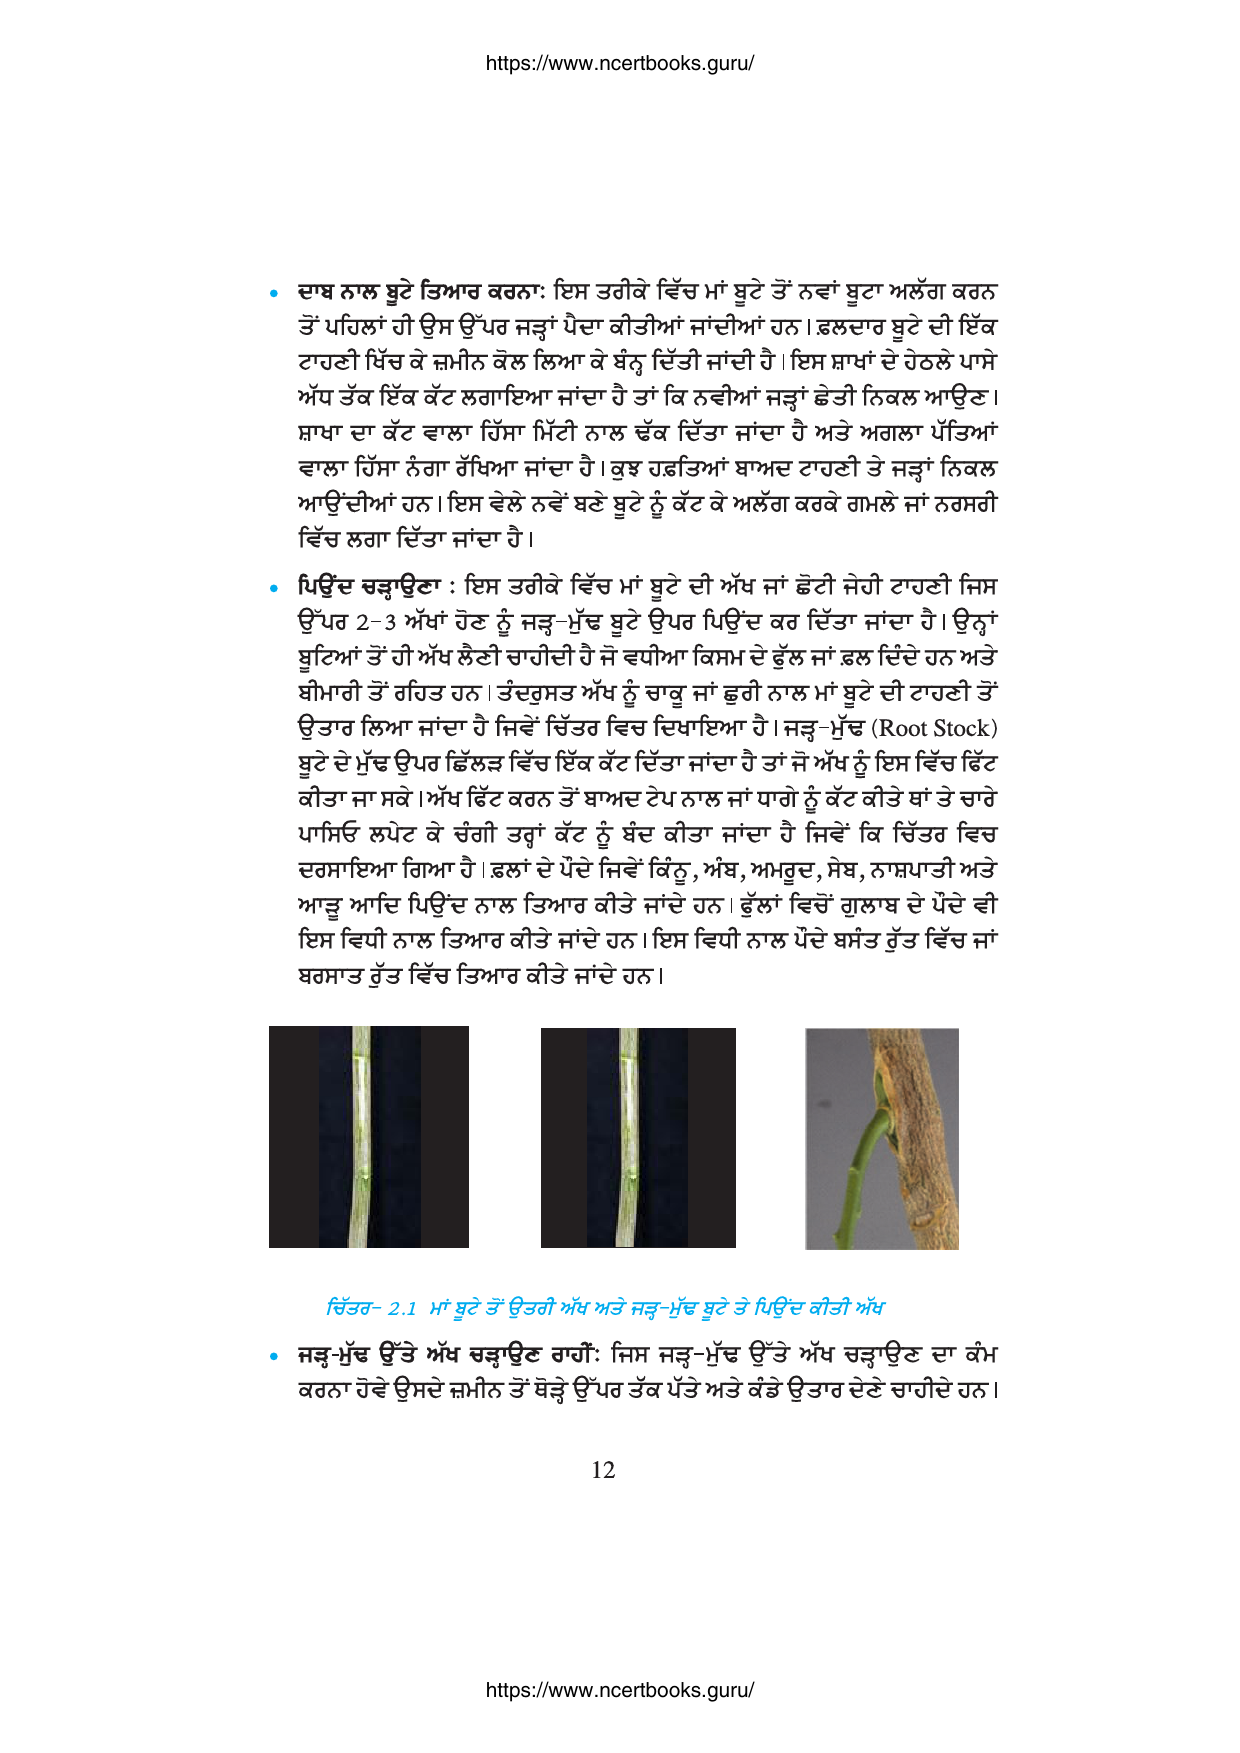 https://www.ncertbooks.guru/
• ਦਾਬ ਨਾਲ ਬੂਟੇ ਤਿਆਰ ਕਰਨਾ: ਇਸ ਤਰੀਕੇ ਵਿੱਚ ਮਾਂ ਬੂਟੇ ਤੋਂ ਨਵਾਂ ਬੂਟਾ ਅਲੱਗ ਕਰਨ
ਤੋਂ ਪਹਿਲਾਂ ਹੀ ਉਸ ਉੱਪਰ ਜੜ੍ਹਾਂ ਪੈਦਾ ਕੀਤੀਆਂ ਜਾਂਦੀਆਂ ਹਨ। ਫ਼ਲਦਾਰ ਬੂਟੇ ਦੀ ਇੱਕ
ਟਾਹਣੀ ਖਿੱਚ ਕੇ ਜ਼ਮੀਨ ਕੋਲ ਲਿਆ ਕੇ ਬੰਨ੍ਹ ਦਿੱਤੀ ਜਾਂਦੀ ਹੈ। ਇਸ ਸ਼ਾਖਾਂ ਦੇ ਹੇਠਲੇ ਪਾਸੇ
ਅੱਧ ਤੱਕ ਇੱਕ ਕੱਟ ਲਗਾਇਆ ਜਾਂਦਾ ਹੈ ਤਾਂ ਕਿ ਨਵੀਆਂ ਜੜ੍ਹਾਂ ਛੇਤੀ ਨਿਕਲ ਆਉਣ।
ਸ਼ਾਖਾ ਦਾ ਕੱਟ ਵਾਲਾ ਹਿੱਸਾ ਮਿੱਟੀ ਨਾਲ ਢੱਕ ਦਿੱਤਾ ਜਾਂਦਾ ਹੈ ਅਤੇ ਅਗਲਾ ਪੱਤਿਆਂ
ਵਾਲਾ ਹਿੱਸਾ ਨੰਗਾ ਰੱਖਿਆ ਜਾਂਦਾ ਹੈ। ਕੁਝ ਹਫ਼ਤਿਆਂ ਬਾਅਦ ਟਾਹਣੀ ਤੇ ਜੜ੍ਹਾਂ ਨਿਕਲ
ਆਉਂਦੀਆਂ ਹਨ। ਇਸ ਵੇਲੇ ਨਵੇਂ ਬਣੇ ਬੂਟੇ ਨੂੰ ਕੱਟ ਕੇ ਅਲੱਗ ਕਰਕੇ ਗਮਲੇ ਜਾਂ ਨਰਸਰੀ
ਵਿੱਚ ਲਗਾ ਦਿੱਤਾ ਜਾਂਦਾ ਹੈ।
• ਪਿਉਂਦ ਚੜ੍ਹਾਉਣਾ : ਇਸ ਤਰੀਕੇ ਵਿੱਚ ਮਾਂ ਬੂਟੇ ਦੀ ਅੱਖ ਜਾਂ ਛੋਟੀ ਜੇਹੀ ਟਾਹਣੀ ਜਿਸ
ਉੱਪਰ 2-3 ਅੱਖਾਂ ਹੋਣ ਨੂੰ ਜੜ੍ਹ-ਮੁੱਢ ਬੂਟੇ ਉਪਰ ਪਿਉਂਦ ਕਰ ਦਿੱਤਾ ਜਾਂਦਾ ਹੈ। ਉਨ੍ਹਾਂ
ਬੂਟਿਆਂ ਤੋਂ ਹੀ ਅੱਖ ਲੈਣੀ ਚਾਹੀਦੀ ਹੈ ਜੋ ਵਧੀਆ ਕਿਸਮ ਦੇ ਫੁੱਲ ਜਾਂ ਫ਼ਲ ਦਿੰਦੇ ਹਨ ਅਤੇ
ਬੀਮਾਰੀ ਤੋਂ ਰਹਿਤ ਹਨ। ਤੰਦਰੁਸਤ ਅੱਖ ਨੂੰ ਚਾਕੂ ਜਾਂ ਛੁਰੀ ਨਾਲ ਮਾਂ ਬੂਟੇ ਦੀ ਟਾਹਣੀ ਤੋਂ
ਉਤਾਰ ਲਿਆ ਜਾਂਦਾ ਹੈ ਜਿਵੇਂ ਚਿੱਤਰ ਵਿਚ ਦਿਖਾਇਆ ਹੈ। ਜੜ੍ਹ-ਮੁੱਢ (Root Stock)
ਬੂਟੇ ਦੇ ਮੁੱਢ ਉਪਰ ਛਿੱਲੜ ਵਿੱਚ ਇੱਕ ਕੱਟ ਦਿੱਤਾ ਜਾਂਦਾ ਹੈ ਤਾਂ ਜੋ ਅੱਖ ਨੂੰ ਇਸ ਵਿੱਚ ਫਿੱਟ
ਕੀਤਾ ਜਾ ਸਕੇ। ਅੱਖ ਫਿੱਟ ਕਰਨ ਤੋਂ ਬਾਅਦ ਟੇਪ ਨਾਲ ਜਾਂ ਧਾਗੇ ਨੂੰ ਕੱਟ ਕੀਤੇ ਥਾਂ ਤੇ ਚਾਰੇ
ਪਾਸਿਓ ਲਪੇਟ ਕੇ ਚੰਗੀ ਤਰ੍ਹਾਂ ਕੱਟ ਨੂੰ ਬੰਦ ਕੀਤਾ ਜਾਂਦਾ ਹੈ ਜਿਵੇਂ ਕਿ ਚਿੱਤਰ ਵਿਚ
ਦਰਸਾਇਆ ਗਿਆ ਹੈ। ਫ਼ਲਾਂ ਦੇ ਪੌਦੇ ਜਿਵੇਂ ਕਿੰਨੂ, ਅੰਬ, ਅਮਰੂਦ, ਸੇਬ, ਨਾਸ਼ਪਾਤੀ ਅਤੇ
ਆੜੂ ਆਦਿ ਪਿਉਂਦ ਨਾਲ ਤਿਆਰ ਕੀਤੇ ਜਾਂਦੇ ਹਨ। ਫੁੱਲਾਂ ਵਿਚੋਂ ਗੁਲਾਬ ਦੇ ਪੌਦੇ ਵੀ
ਇਸ ਵਿਧੀ ਨਾਲ ਤਿਆਰ ਕੀਤੇ ਜਾਂਦੇ ਹਨ। ਇਸ ਵਿਧੀ ਨਾਲ ਪੌਦੇ ਬਸੰਤ ਰੁੱਤ ਵਿੱਚ ਜਾਂ
ਬਰਸਾਤ ਰੁੱਤ ਵਿੱਚ ਤਿਆਰ ਕੀਤੇ ਜਾਂਦੇ ਹਨ।
ਚਿੱਤਰ- 2.1 ਮਾਂ ਬੂਟੇ ਤੋਂ ਉਤਰੀ ਅੱਖ ਅਤੇ ਜੜ੍ਹ-ਮੁੱਢ ਬੂਟੇ ਤੇ ਪਿਉਂਦ ਕੀਤੀ ਅੱਖ
• ਜੜ੍ਹ-ਮੁੱਢ ਉੱਤੇ ਅੱਖ ਚੜ੍ਹਾਉਣ ਰਾਹੀਂ: ਜਿਸ ਜੜ੍ਹ-ਮੁੱਢ ਉੱਤੇ ਅੱਖ ਚੜ੍ਹਾਉਣ ਦਾ ਕੰਮ
ਕਰਨਾ ਹੋਵੇ ਉਸਦੇ ਜ਼ਮੀਨ ਤੋਂ ਥੋੜ੍ਹੇ ਉੱਪਰ ਤੱਕ ਪੱਤੇ ਅਤੇ ਕੰਡੇ ਉਤਾਰ ਦੇਣੇ ਚਾਹੀਦੇ ਹਨ।
12
https://www.ncertbooks.guru/